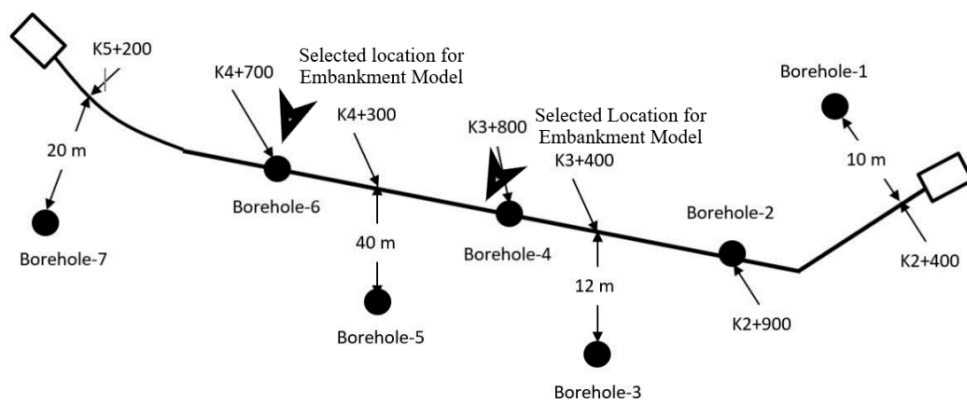 K5+200
Selected location for
Embankment Model
K4+700
K4+300
Borehole-1
Selected Location for
Embankment Model
K3+800
K3+400
20 m
10 m
Borehole-6
Borehole-2
Borehole-7
40 m
Borehole-4
K2+400
12 m
Borehole-5
K2+900
Borehole-3